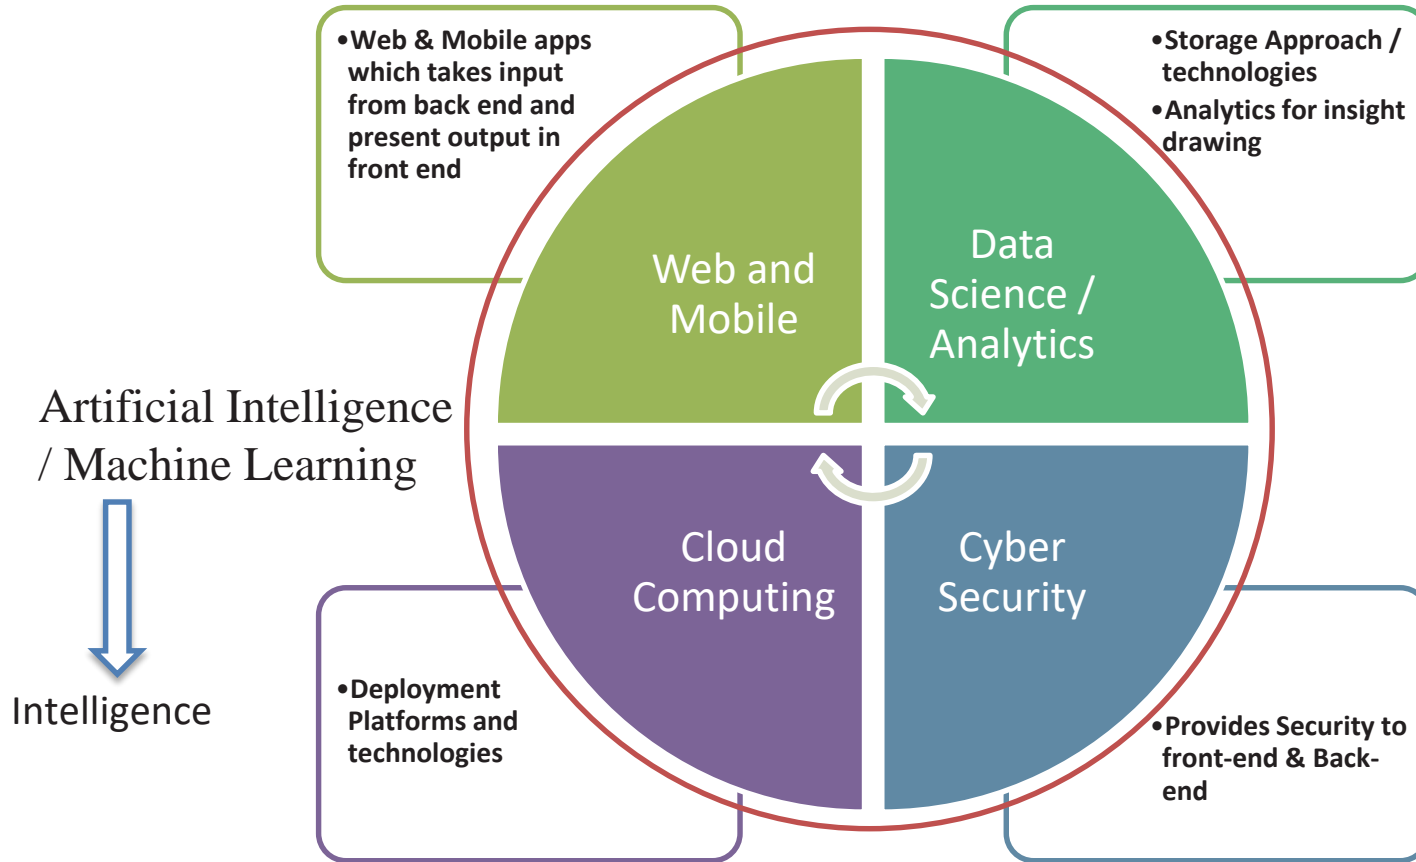 •Web & Mobile apps
which takes input
from back end and
present output in
front end
•Storage Approach /
technologies
•Analytics for insight
drawing
Web and
Mobile
Data
Science /
Analytics
Artificial Intelligence
/ Machine Learning
Cloud
Computing
Cyber
Security
Intelligence
•Deployment
Platforms and
technologies
•Provides Security to
front-end & Back-
end